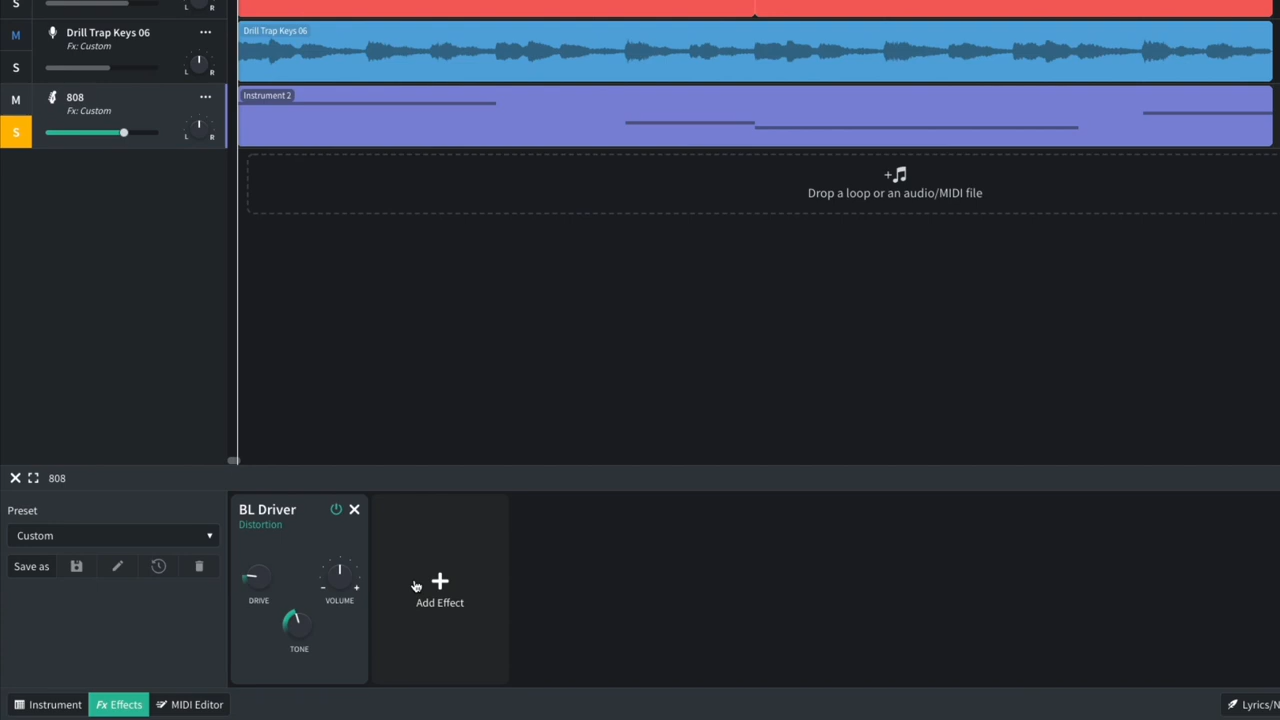 S
M
Drill Trap Keys 06
Fx: Custom
S
L R
Drill Trap Keys 06
M
808
Fx: Custom
S
L R
Instrument 2
+
Drop a loop or an audio/MIDI file
808
Preset
Custom
Save as
BL Driver
Distortion
DRIVE
- VOLUME +
TONE
+
Add Effect
Instrument
Fx Effects
MIDI Editor
Lyrics/N